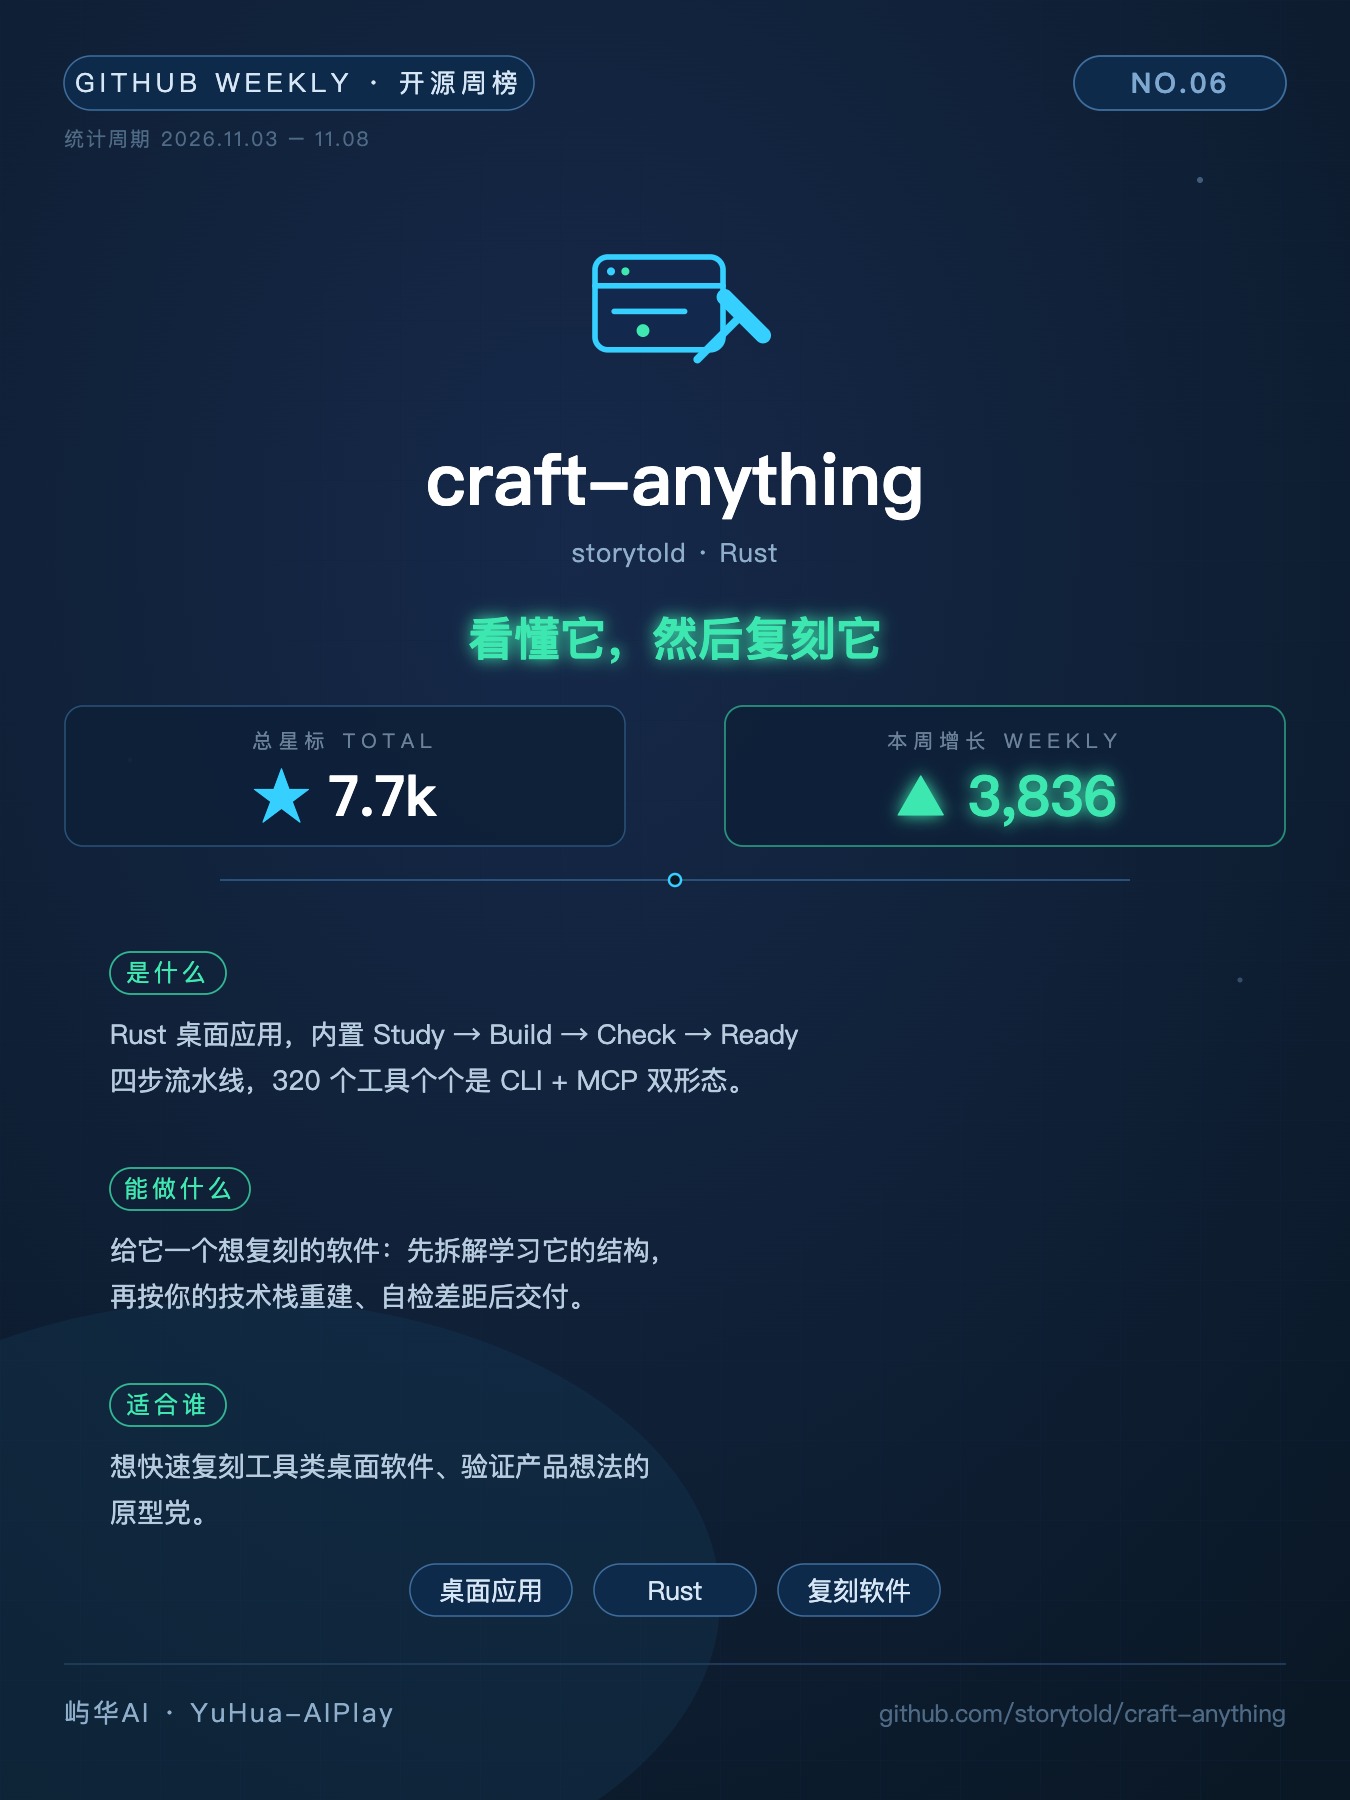 GITHUB WEEKLY · 开源周榜
NO.06
统计周期 2026.11.03 — 11.08
craft-anything
storytold · Rust
看懂它，然后复刻它
总星标 TOTAL
★ 7.7k
本周增长 WEEKLY
▲ 3,836
是什么
Rust 桌面应用，内置 Study → Build → Check → Ready
四步流水线，320 个工具个个是 CLI + MCP 双形态。
能做什么
给它一个想复刻的软件：先拆解学习它的结构，
再按你的技术栈重建、自检差距后交付。
适合谁
想快速复刻工具类桌面软件、验证产品想法的
原型党。
桌面应用
Rust
复刻软件
屿华AI · YuHua-AIPlay
github.com/storytold/craft-anything